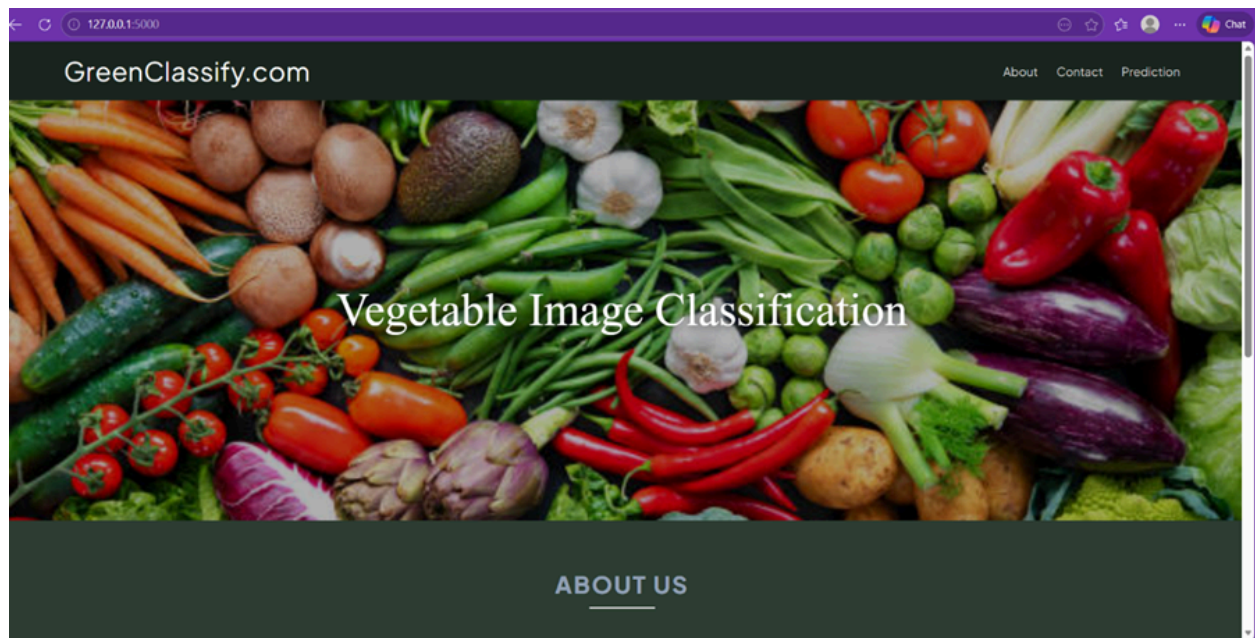 127.0.0.1:5000
Chat
GreenClassify.com
About Contact Prediction
Vegetable Image Classification
ABOUT US